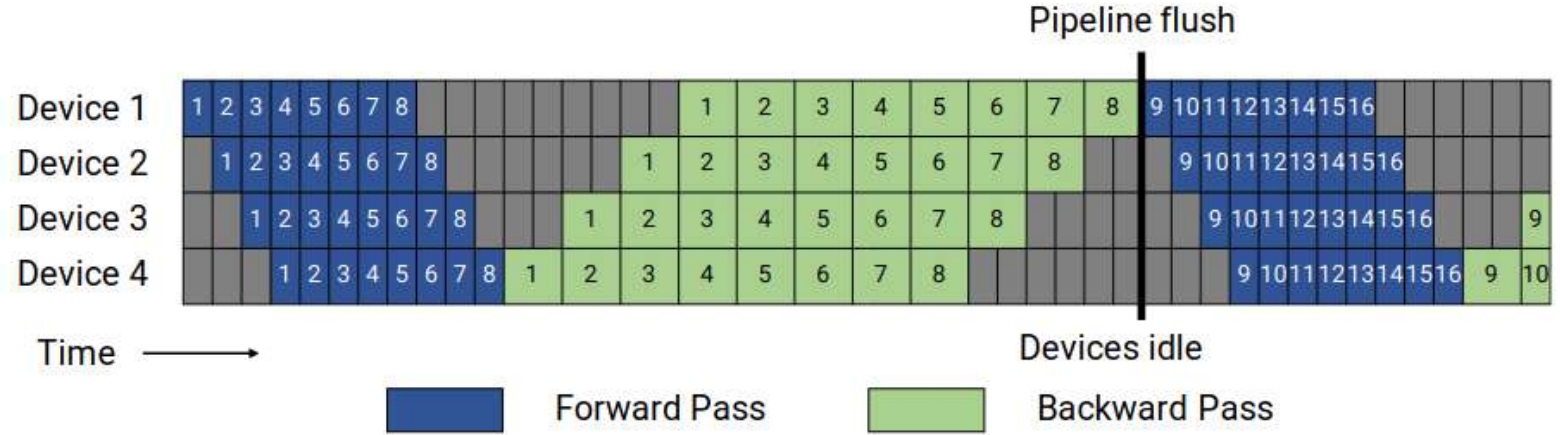 Pipeline flush
Device 1 1 2 3 4 5 6 7 8 1 2 3 4 5 6 7 8 9 10 11 12 13 14 15 16
Device 2 1 2 3 4 5 6 7 8 1 2 3 4 5 6 7 8 9 10 11 12 13 14 15 16
Device 3 1 2 3 4 5 6 7 8 1 2 3 4 5 6 7 8 9 10 11 12 13 14 15 16 9
Device 4 1 2 3 4 5 6 7 8 1 2 3 4 5 6 7 8 9 10 11 12 13 14 15 16 9 10
Time Devices idle
Forward Pass Backward Pass